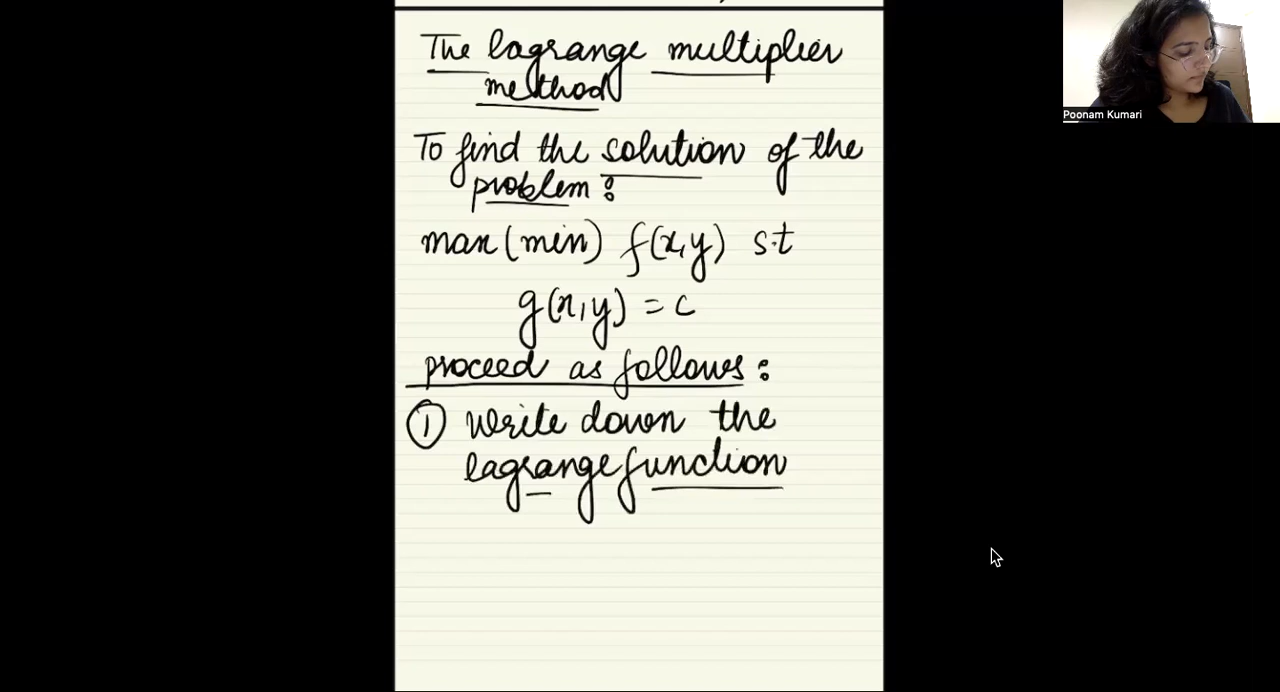 The lagrange multiplier
method
To find the solution of the
problem :
max (min) f(x,y) s.t
g(x,y) = c
proceed as follows :
① Write down the
lagrange function
Poonam Kumari